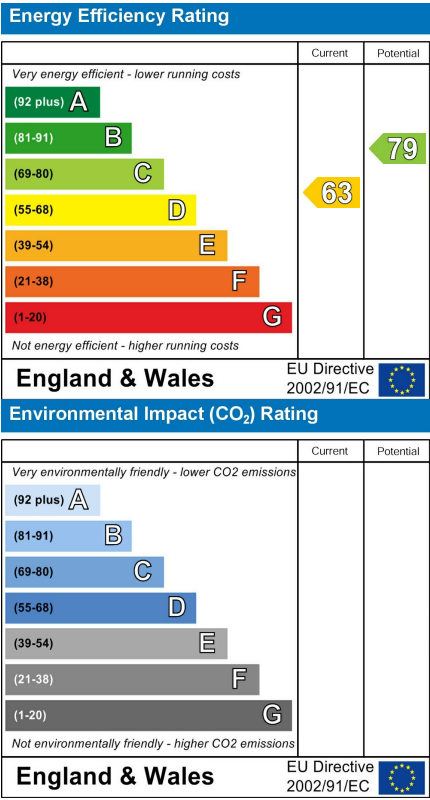 Energy Efficiency Rating
Current Potential
Very energy efficient - lower running costs
(92 plus) A
(81-91) B
79
(69-80) C
63
(55-68) D
(39-54) E
(21-38) F
(1-20) G
Not energy efficient - higher running costs
England & Wales
EU Directive
2002/91/EC
Environmental Impact (CO₂) Rating
Current Potential
Very environmentally friendly - lower CO2 emissions
(92 plus) A
(81-91) B
(69-80) C
(55-68) D
(39-54) E
(21-38) F
(1-20) G
Not environmentally friendly - higher CO2 emissions
England & Wales
EU Directive
2002/91/EC